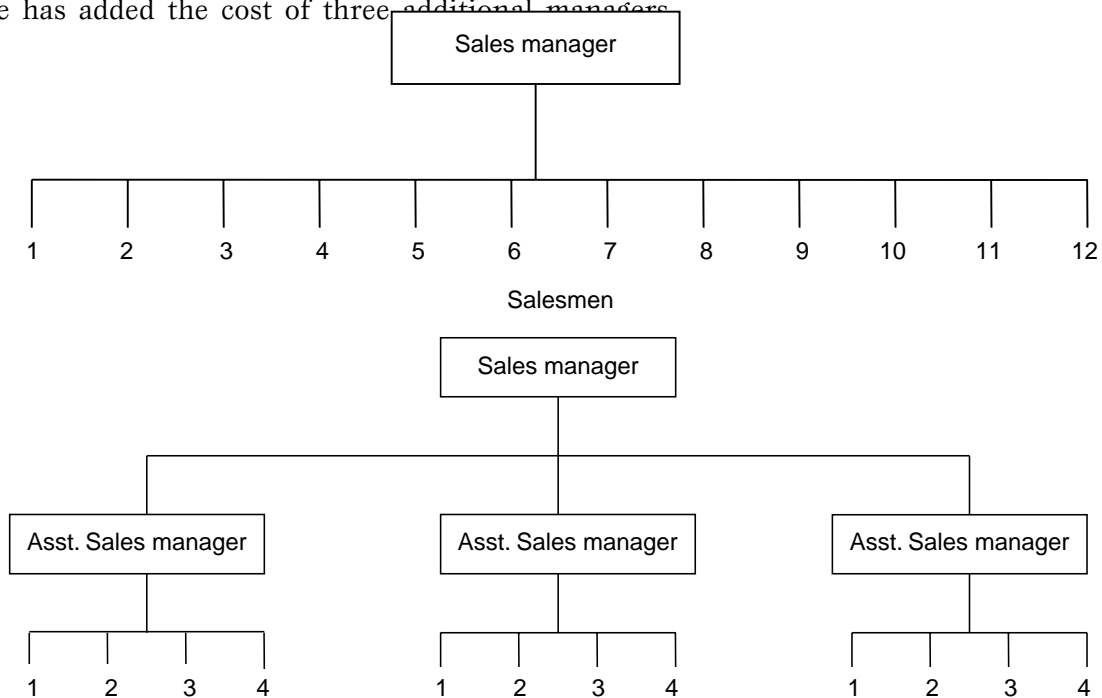 e has added the cost of three additional managers
Sales manager
1 2 3 4 5 6 7 8 9 10 11 12
Salesmen
Sales manager
Asst. Sales manager Asst. Sales manager Asst. Sales manager
1 2 3 4 1 2 3 4 1 2 3 4